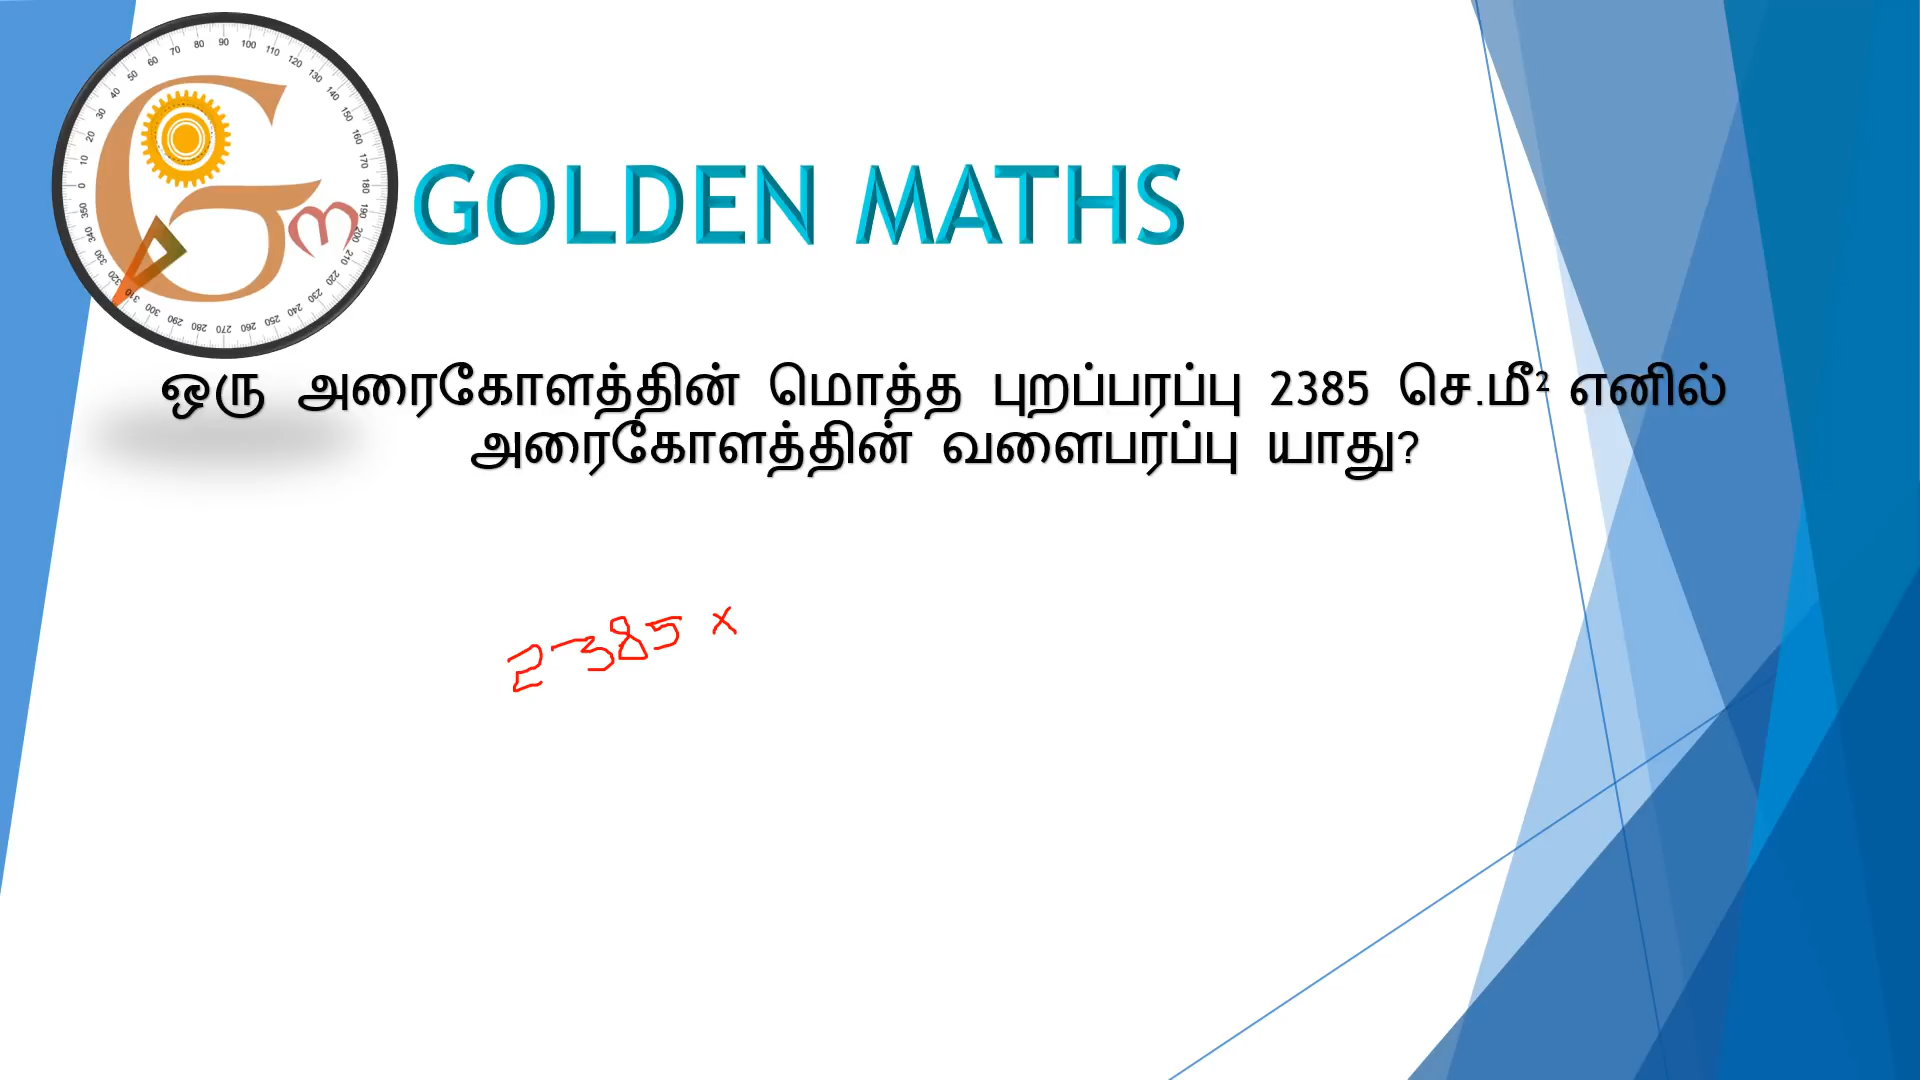 GOLDEN MATHS
ஒரு அரைகோளத்தின் மொத்த புறப்பரப்பு 2385 செ.மீ² எனில்
அரைகோளத்தின் வளைபரப்பு யாது?
2385 ×